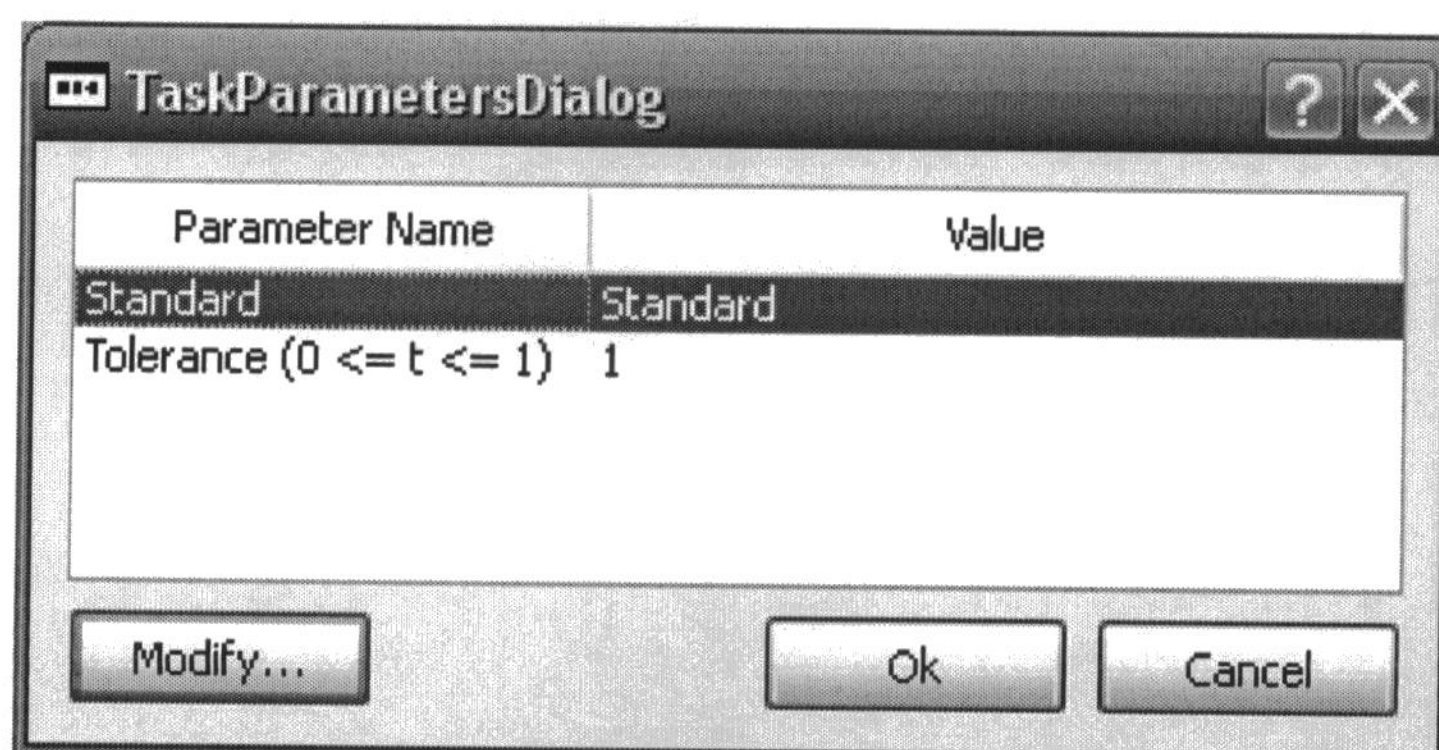 TaskParametersDialog
Parameter Name Value
Standard Standard
Tolerance (0 <= t <= 1) 1
Modify... Ok Cancel